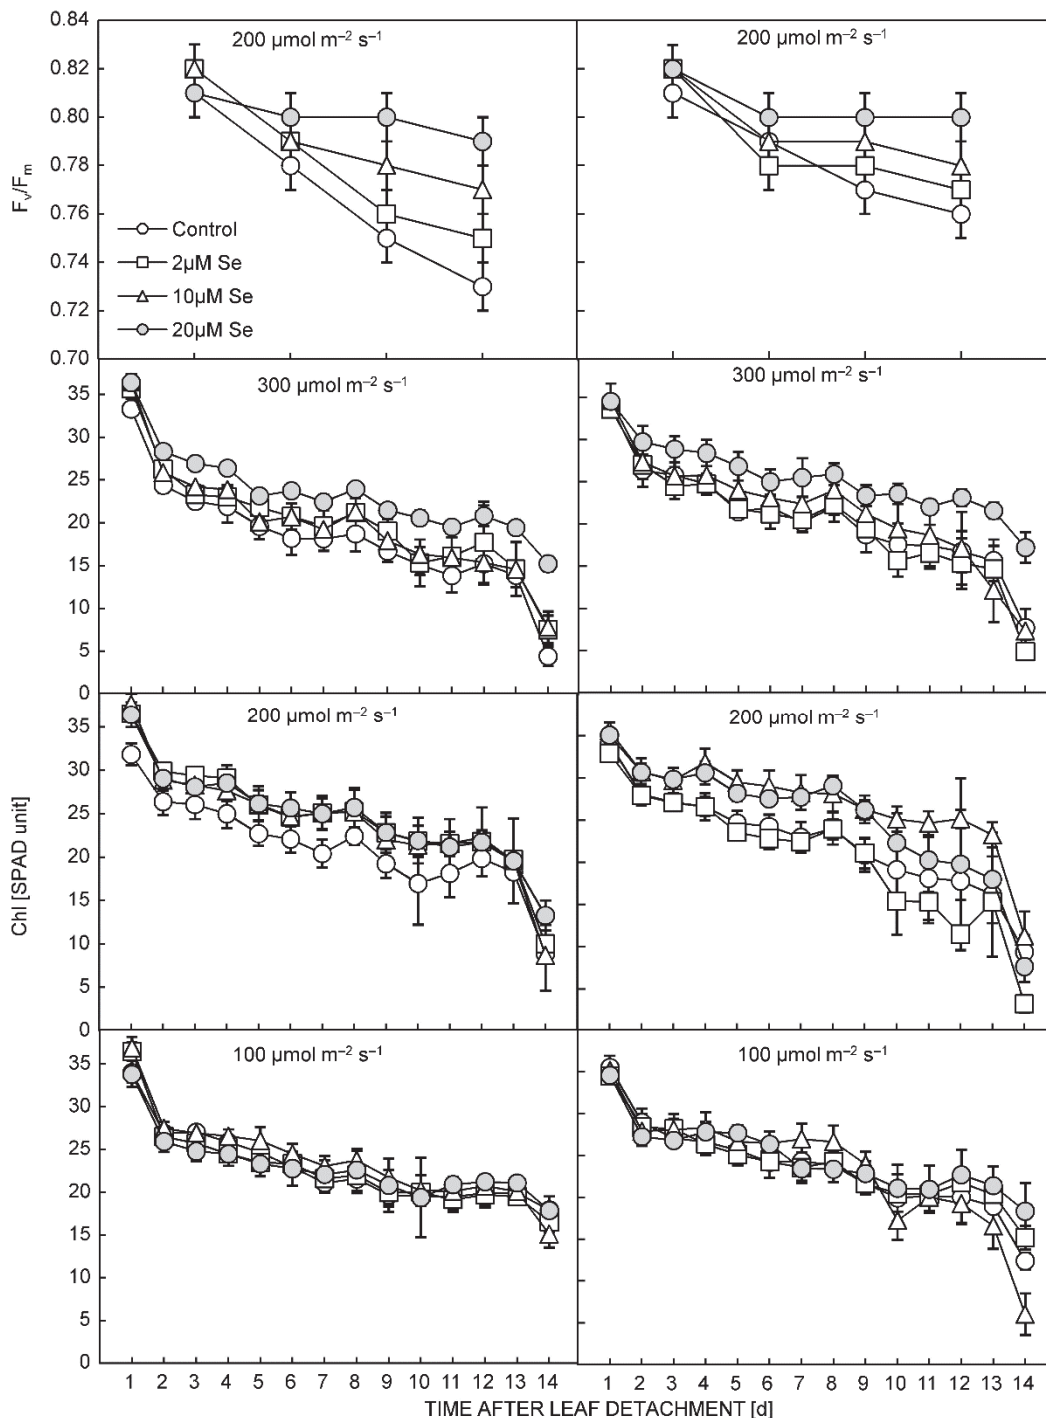 0.84
0.82
0.80
0.78
0.76
0.74
0.72
0.70
Fv/Fm
200 µmol m–2 s–1
200 µmol m–2 s–1
Control
2µM Se
10µM Se
20µM Se
300 µmol m–2 s–1
300 µmol m–2 s–1
35
30
25
20
15
10
5
0
200 µmol m–2 s–1
200 µmol m–2 s–1
35
30
25
20
15
10
5
0
Chl [SPAD unit]
100 µmol m–2 s–1
100 µmol m–2 s–1
35
30
25
20
15
10
5
0
1 2 3 4 5 6 7 8 9 10 11 12 13 14
1 2 3 4 5 6 7 8 9 10 11 12 13 14
TIME AFTER LEAF DETACHMENT [d]